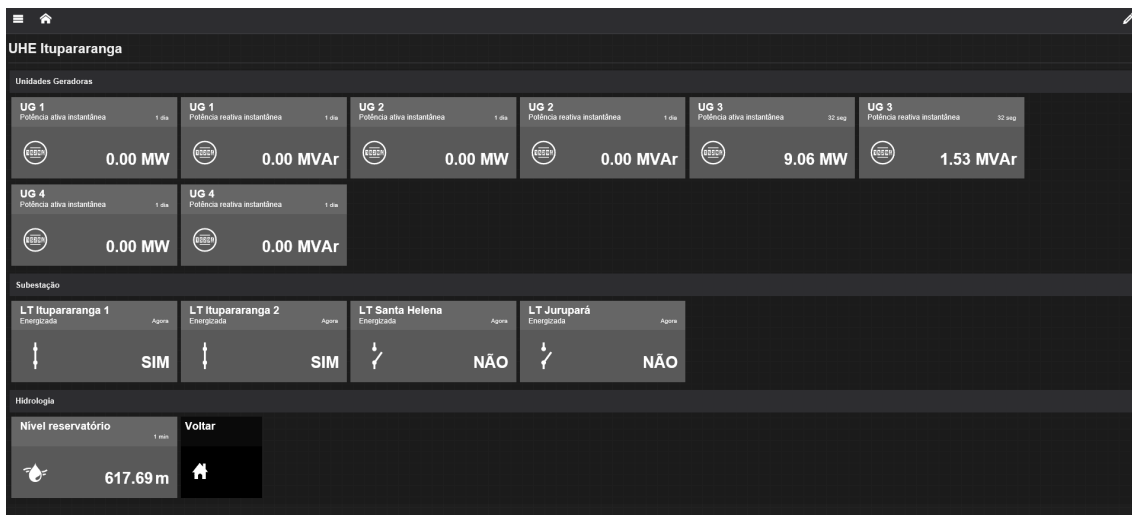 UHE Itupararanga
Unidades Geradoras
UG 1
Potência ativa instantânea 1 dia
0.00 MW
UG 1
Potência reativa instantânea 1 dia
0.00 MVAr
UG 2
Potência ativa instantânea 1 dia
0.00 MW
UG 2
Potência reativa instantânea 1 dia
0.00 MVAr
UG 3
Potência ativa instantânea 32 seg
9.06 MW
UG 3
Potência reativa instantânea 32 seg
1.53 MVAr
UG 4
Potência ativa instantânea 1 dia
0.00 MW
UG 4
Potência reativa instantânea 1 dia
0.00 MVAr
Subestação
LT Itupararanga 1
Energizada Agora
SIM
LT Itupararanga 2
Energizada Agora
SIM
LT Santa Helena
Energizada Agora
NÃO
LT Jurupará
Energizada Agora
NÃO
Hidrologia
Nível reservatório
1 min
617.69 m
Voltar